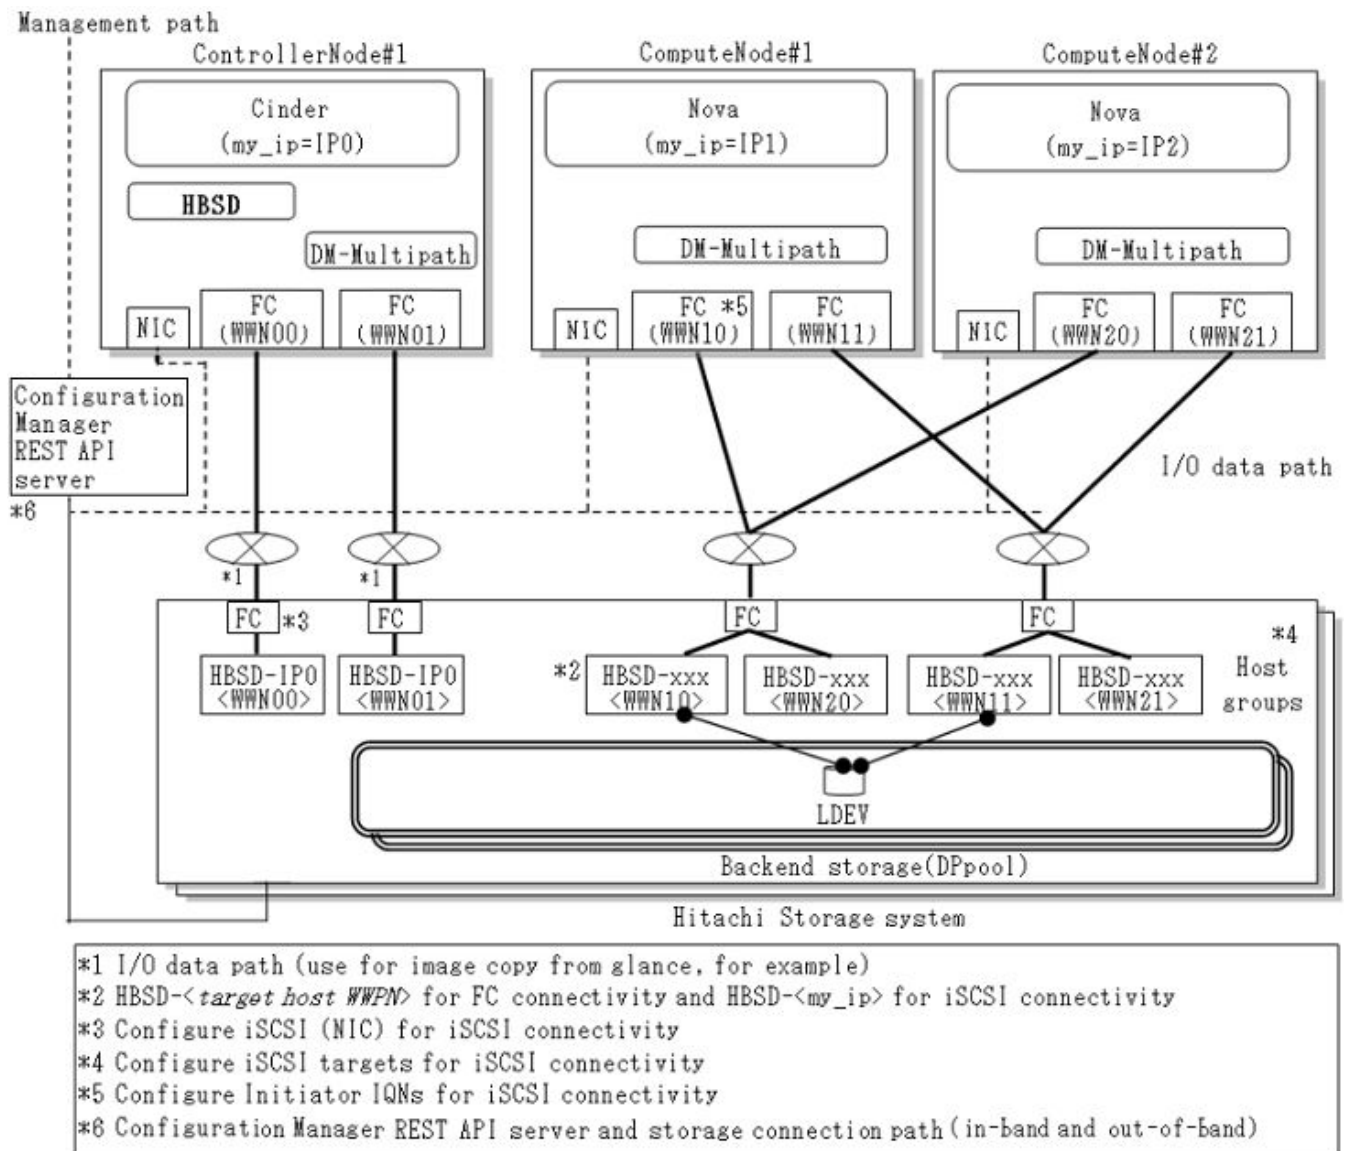 Management path
ControllerNode#1
ComputeNode#1
ComputeNode#2
Cinder
(my_ip=IP0)
Nova
(my_ip=IP1)
Nova
(my_ip=IP2)
HBSD
DM-Multipath
DM-Multipath
DM-Multipath
NIC
FC
(WWN00)
FC
(WWN01)
NIC
FC *5
(WWN10)
FC
(WWN11)
NIC
FC
(WWN20)
FC
(WWN21)
Configuration
Manager
REST API
server
*6
I/O data path
*1
*1
FC *3
FC
FC
FC
*4
Host
groups
HBSD-IP0
<WWN00>
HBSD-IP0
<WWN01>
*2
HBSD-xxx
<WWN10>
HBSD-xxx
<WWN20>
HBSD-xxx
<WWN11>
HBSD-xxx
<WWN21>
LDEV
Backend storage(DPpool)
Hitachi Storage system
*1 I/O data path (use for image copy from glance, for example)
*2 HBSD-<target host WWPN> for FC connectivity and HBSD-<my_ip> for iSCSI connectivity
*3 Configure iSCSI (NIC) for iSCSI connectivity
*4 Configure iSCSI targets for iSCSI connectivity
*5 Configure Initiator IQNs for iSCSI connectivity
*6 Configuration Manager REST API server and storage connection path (in-band and out-of-band)